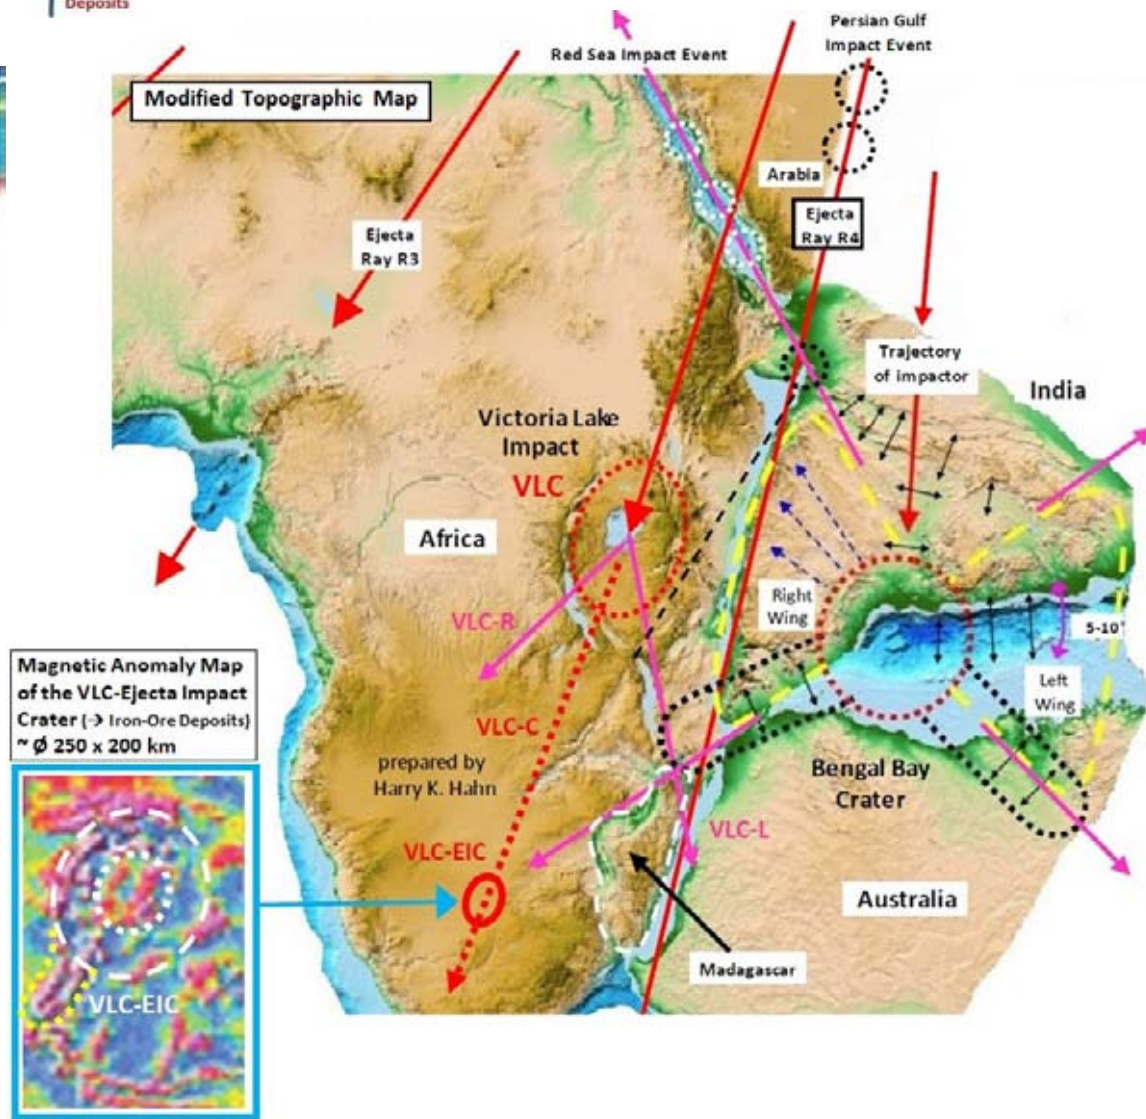 Deposits
Persian Gulf
Impact Event
Red Sea Impact Event
Modified Topographic Map
Arabia
Ejecta
Ray R4
Ejecta
Ray R3
Trajectory
of impactor
India
Victoria Lake
Impact
VLC
Africa
Right
Wing
VLC-R
5-10°
Left
Wing
Magnetic Anomaly Map
of the VLC-Ejecta Impact
Crater (→ Iron-Ore Deposits)
~ Ø 250 x 200 km
VLC-C
prepared by
Harry K. Hahn
Bengal Bay
Crater
VLC-L
VLC-EIC
Australia
Madagascar
VLC-EIC